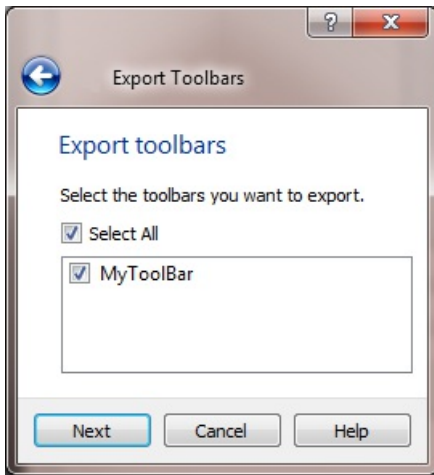 ?
X
Export Toolbars
Export toolbars
Select the toolbars you want to export.
Select All
MyToolBar
Next Cancel Help